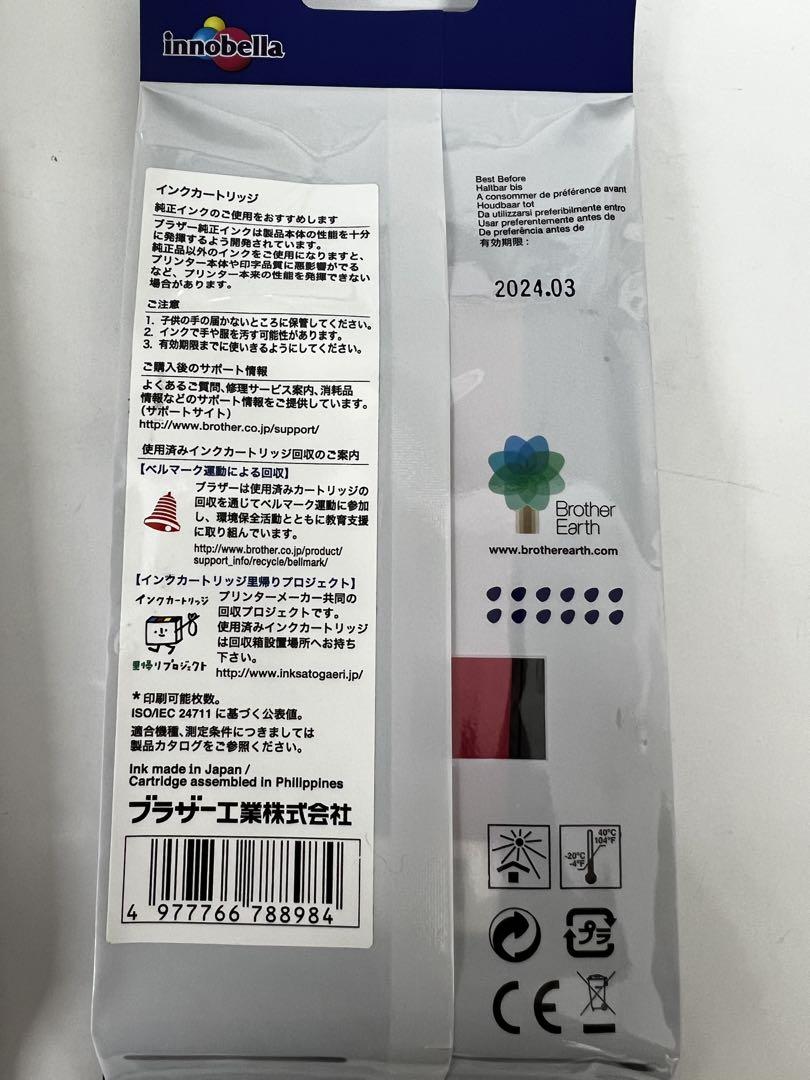 innobella
インクカートリッジ
純正インクのご使用をおすすめします
ブラザー純正インクは製品本体の性能を十分
に発揮するよう開発されています。
純正品以外のインクをご使用になりますと、
プリンター本体や印字品質に悪影響がでる
など、プリンター本来の性能を発揮できない
場合があります。
ご注意
1. 子供の手の届かないところに保管してください。
2. インクで手や服を汚す可能性があります。
3. 有効期限までに使いきるようにしてください。
ご購入後のサポート情報
よくあるご質問、修理サービス案内、消耗品
情報などのサポート情報をご提供しています。
（サポートサイト）
http://www.brother.co.jp/support/
使用済みインクカートリッジ回収のご案内
【ベルマーク運動による回収】
ブラザーは使用済みカートリッジの
回収を通じてベルマーク運動に参加
し、環境保全活動とともに教育支援
に取り組んでいます。
http://www.brother.co.jp/product/
support_info/recycle/bellmark/
【インクカートリッジ里帰りプロジェクト】
インクカートリッジ
里帰りプロジェクト
プリンターメーカー共同の
回収プロジェクトです。
使用済みインクカートリッジ
は回収箱設置場所へお持ち
下さい。
http://www.inksatogaeri.jp/
*印刷可能枚数。
ISO/IEC 24711 に基づく公表値。
適合機種、測定条件につきましては
製品カタログをご参照ください。
Ink made in Japan /
Cartridge assembled in Philippines
ブラザー工業株式会社
4 977766 788984
Best Before
Haltbar bis
A consommer de préférence avant
Houdbaar tot
Da utilizzarsi preferibilmente entro
Usar preferentemente antes de
De preferência antes de
有効期限：
2024.03
Brother
Earth
www.brotherearth.com
40°C
104°F
-20°C
-4°F
プラ
CE